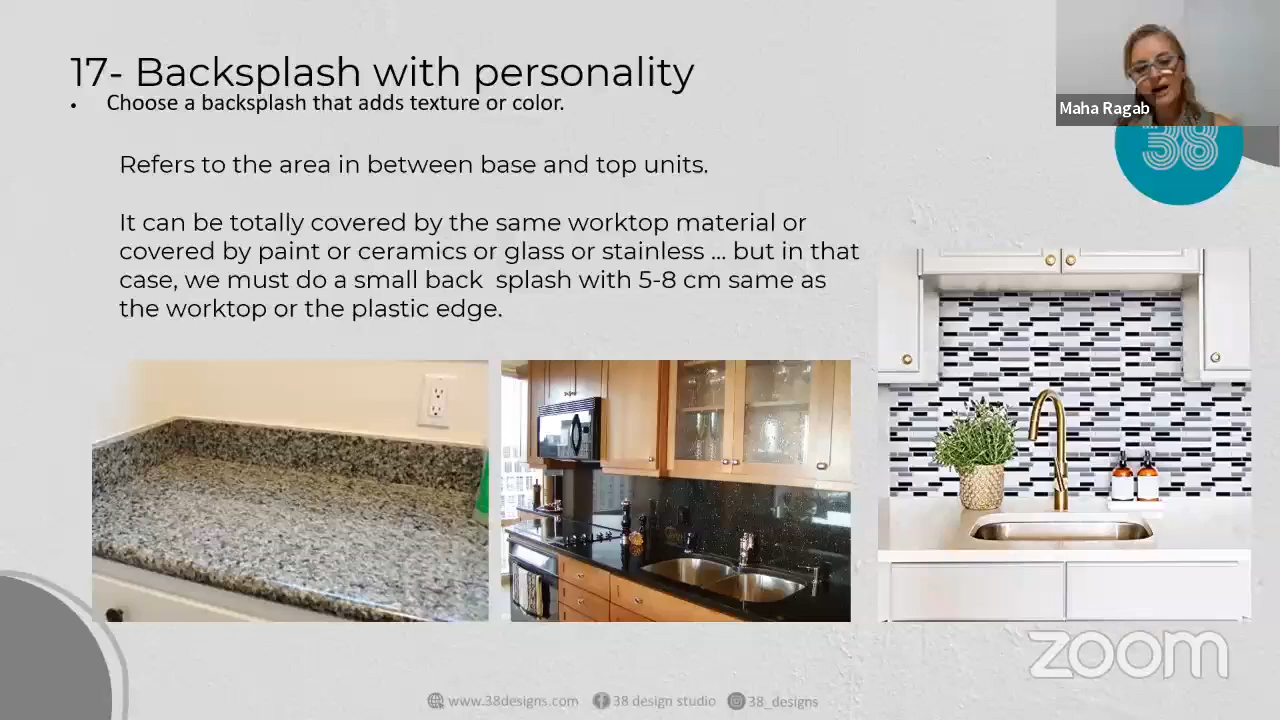 17- Backsplash with personality
• Choose a backsplash that adds texture or color.
Refers to the area in between base and top units.
It can be totally covered by the same worktop material or
covered by paint or ceramics or glass or stainless ... but in that
case, we must do a small back  splash with 5-8 cm same as
the worktop or the plastic edge.
Maha Ragab
38
zoom
www.38designs.com
38 design studio
38_designs